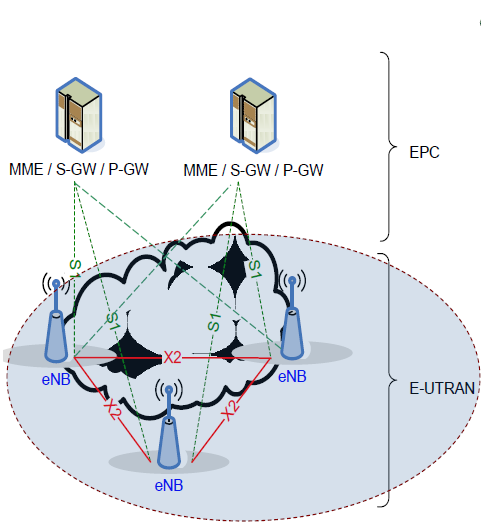 EPC
MME / S-GW / P-GW
MME / S-GW / P-GW
S1
S1
S1
S1
X2
eNB
eNB
E-UTRAN
X2
X2
eNB